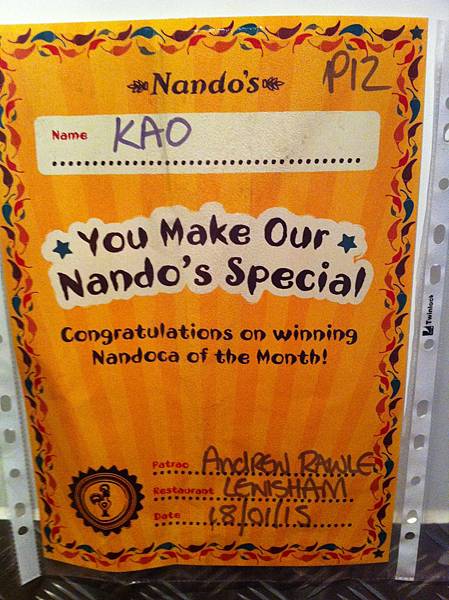 Nando's
P12
Name KAO
You Make Our
Nando's Special
Congratulations on winning
Nandoca of the Month!
Patrao Andrew Rawle
Restaurant LEWISHAM
Date 18/01/15
Twinlock